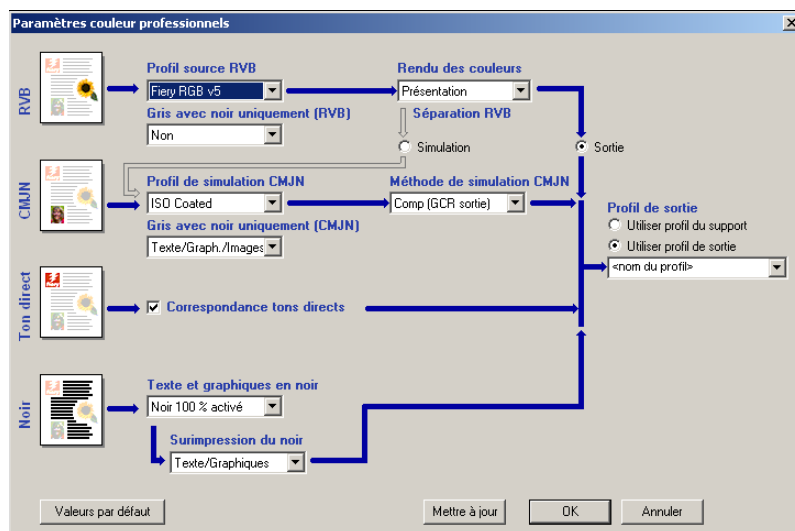 Paramètres couleur professionnels
RVB
Profil source RVB
Fiery RGB v5
Gris avec noir uniquement (RVB)
Non
Rendu des couleurs
Présentation
Séparation RVB
Simulation
Sortie
CMJN
Profil de simulation CMJN
ISO Coated
Gris avec noir uniquement (CMJN)
Texte/Graph./Images
Méthode de simulation CMJN
Comp (GCR sortie)
Profil de sortie
Utiliser profil du support
Utiliser profil de sortie
<nom du profil>
Ton direct
Correspondance tons directs
Noir
Texte et graphiques en noir
Noir 100 % activé
Surimpression du noir
Texte/Graphiques
Valeurs par défaut
Mettre à jour
OK
Annuler